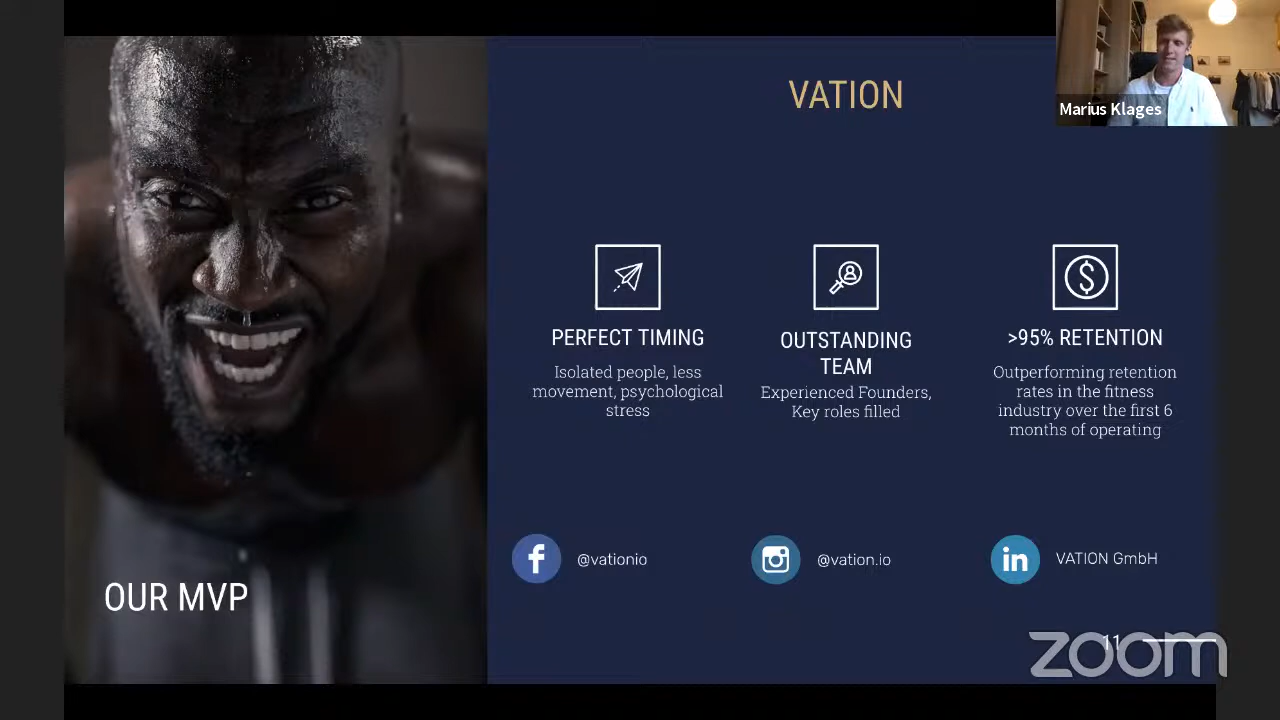 VATION
Marius Klages
PERFECT TIMING
Isolated people, less
movement, psychological
stress
OUTSTANDING
TEAM
Experienced Founders,
Key roles filled
>95% RETENTION
Outperforming retention
rates in the fitness
industry over the first 6
months of operating
@vationio
@vation.io
in
VATION GmbH
OUR MVP
11
zoom